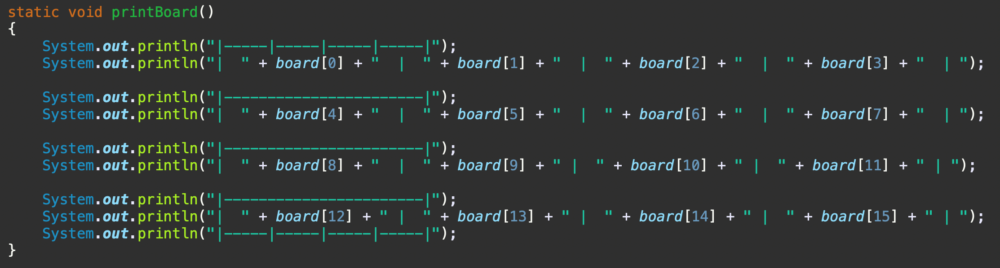 static void printBoard()
{
    System.out.println("|-----|-----|-----|-----|");
    System.out.println("|  " + board[0] + "  |  " + board[1] + "  |  " + board[2] + "  |  " + board[3] + "  | ");

    System.out.println("|-----------------------|");
    System.out.println("|  " + board[4] + "  |  " + board[5] + "  |  " + board[6] + "  |  " + board[7] + "  | ");

    System.out.println("|-----------------------|");
    System.out.println("|  " + board[8] + "  |  " + board[9] + " |  " + board[10] + " |  " + board[11] + " | ");

    System.out.println("|-----------------------|");
    System.out.println("|  " + board[12] + " |  " + board[13] + " |  " + board[14] + " |  " + board[15] + " | ");
    System.out.println("|-----|-----|-----|-----|");
}